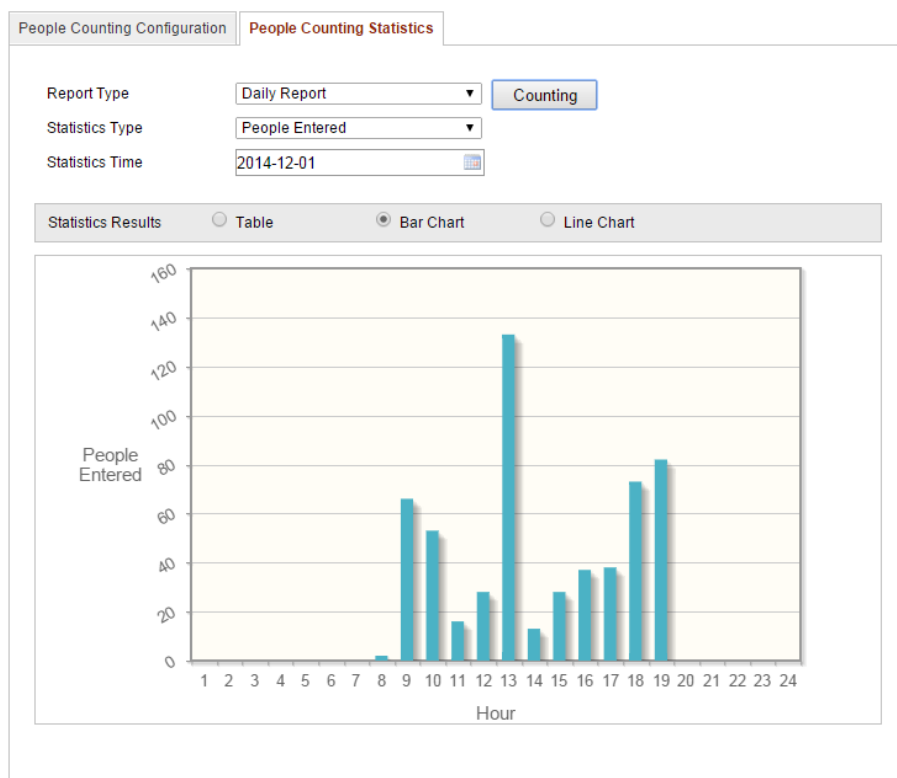 People Counting Configuration
People Counting Statistics
Report Type
Daily Report
Counting
Statistics Type
People Entered
Statistics Time
2014-12-01
Statistics Results
Table
Bar Chart
Line Chart
160
140
120
100
80
60
40
20
0
People
Entered
1 2 3 4 5 6 7 8 9 10 11 12 13 14 15 16 17 18 19 20 21 22 23 24
Hour